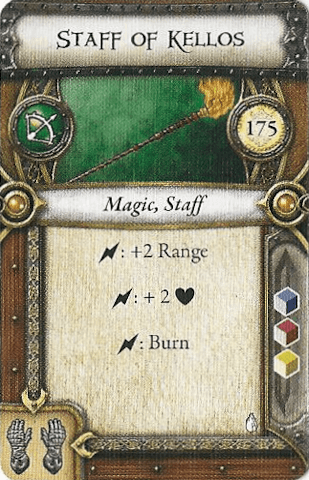 Staff of Kellos
175
Magic, Staff
: +2 Range
: + 2
: Burn